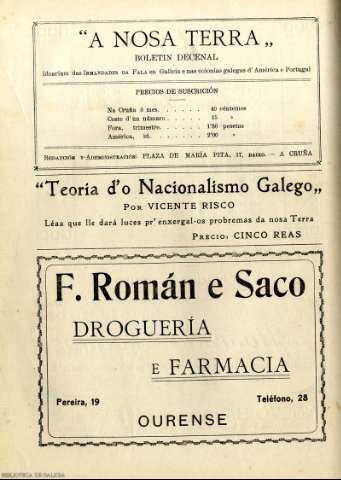 "A NOSA TERRA„
BOLETIN DECENAL
Idearium das IRMANDADES DA FALA en Galicia e nas colonias galegas d'América e Portugal
PRECIOS DE SUSCRICIÓN
Na Cruña ó mes. . . . . . 40 céntemos
Custo d'un número . . . . . 15 »
Fora, trimestre. . . . . . 1'50 pesetas
América, id. . . . . . . 2'00 »
REDACCIÓN Y-ADEMINISTRACIÓN: PLAZA DE MARÍA PITA, 17, BAIXO. — A CRUÑA
"Teoria d'o Nacionalismo Galego„
POR VICENTE RISCO
Léaa que lle dará luces pr'enxergal-os probremas da nosa Terra
PRECIO: CINCO REAS
F. Román e Saco
DROGUERÍA
E FARMACIA
Pereira, 19 Teléfono, 28
OURENSE
BIBLIOTECA DE GALICIA